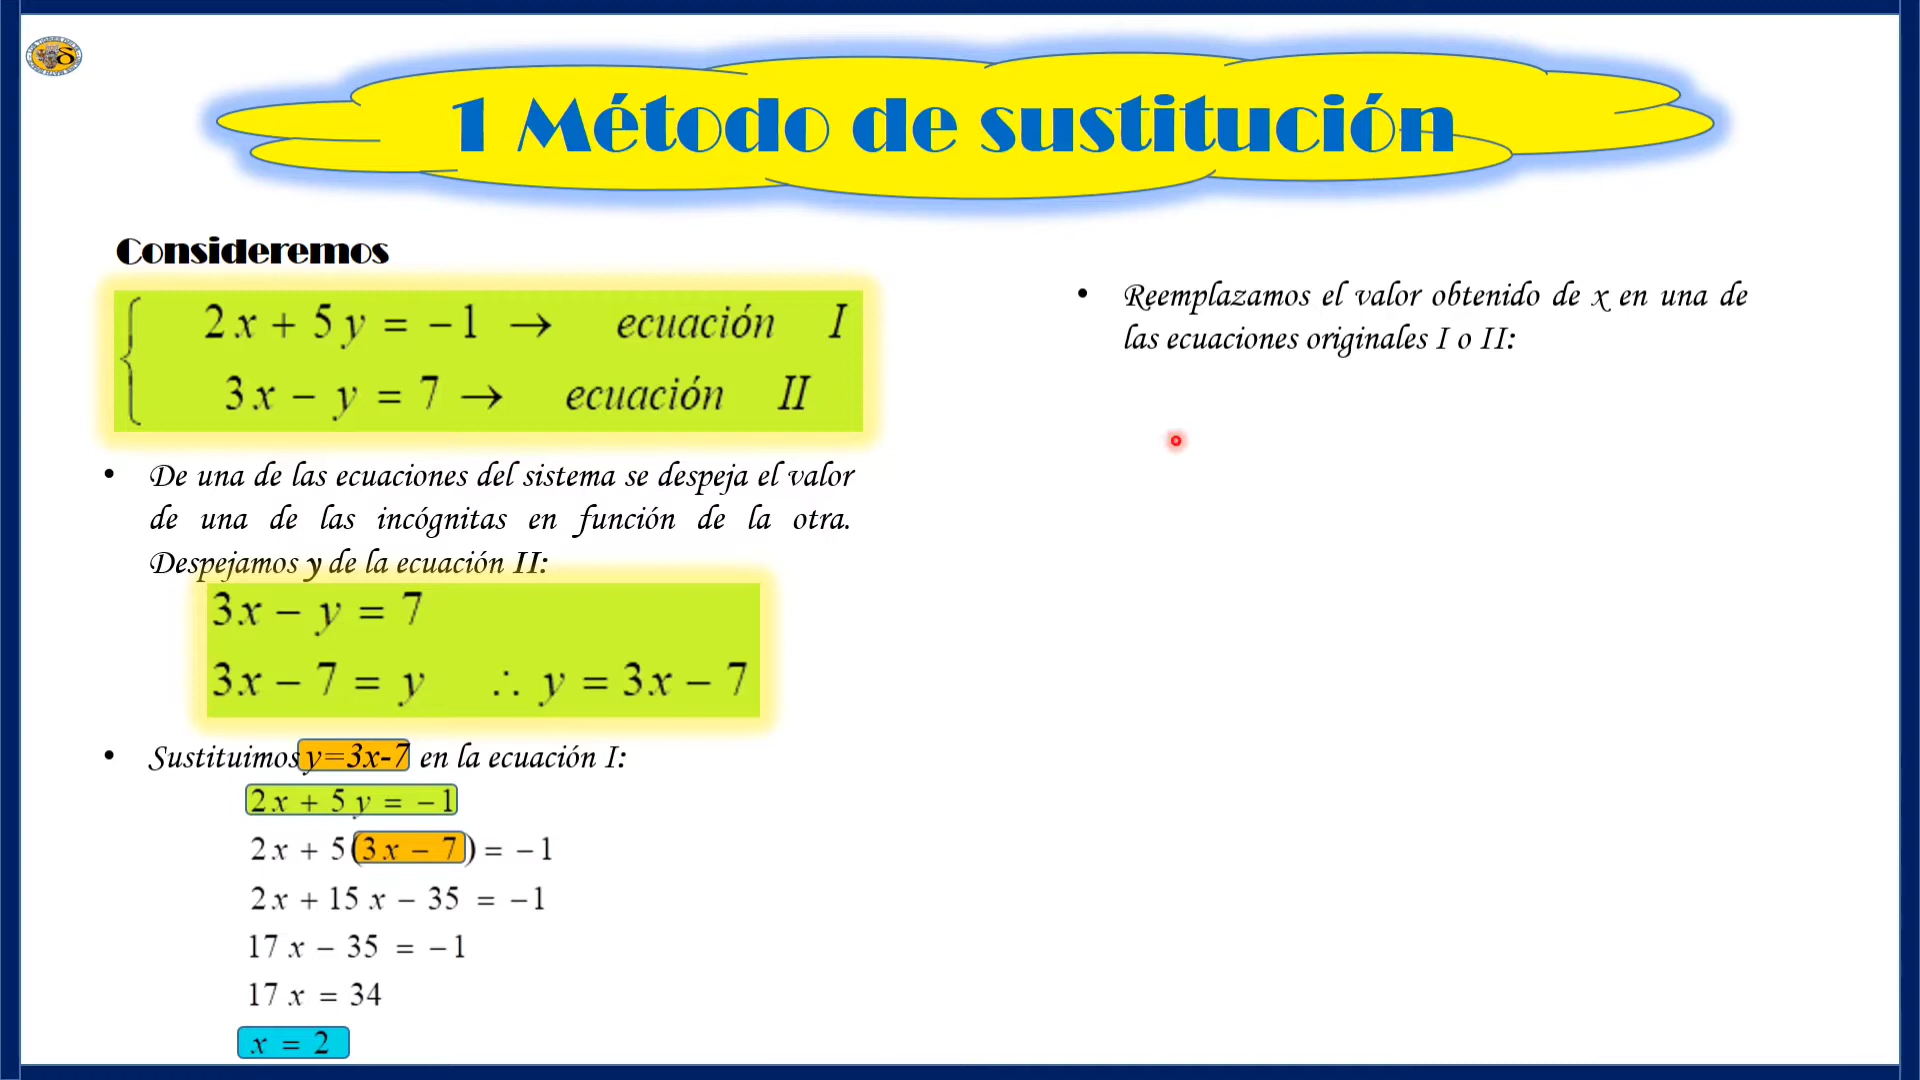 1 Método de sustitución
Consideremos
2x + 5y = −1 → ecuación I
3x − y = 7 → ecuación II
• De una de las ecuaciones del sistema se despeja el valor
de una de las incógnitas en función de la otra.
Despejamos y de la ecuación II:
3x − y = 7
3x − 7 = y ∴ y = 3x − 7
• Sustituimos y=3x-7 en la ecuación I:
2x + 5y = −1
2x + 5(3x − 7) = −1
2x + 15x − 35 = −1
17x − 35 = −1
17x = 34
x = 2
• Reemplazamos el valor obtenido de x en una de
las ecuaciones originales I o II: